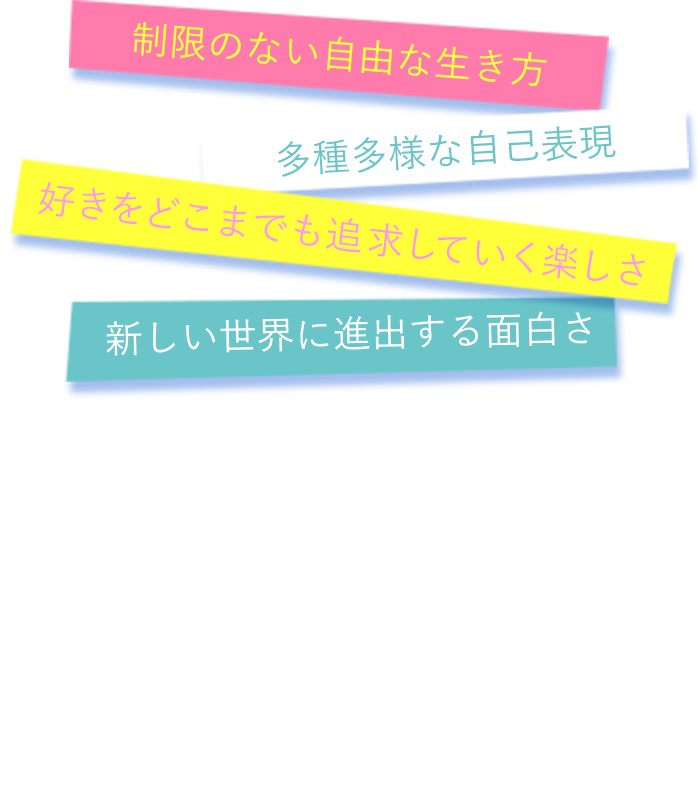 制限のない自由な生き方
多種多様な自己表現
好きをどこまでも追求していく楽しさ
新しい世界に進出する面白さ